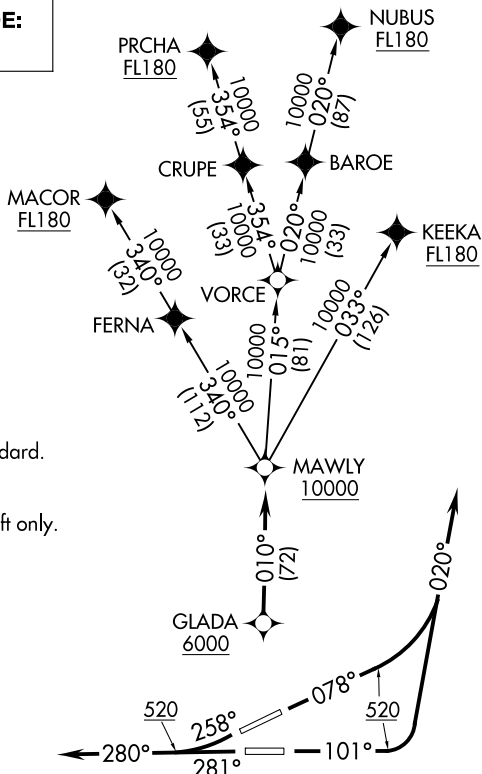 E:
NUBUS
FL180
PRCHA
FL180
10000
354°
(55)
10000
020°
(87)
CRUPE
BAROE
MACOR
FL180
354°
10000
(33)
020°
10000
(33)
KEEKA
FL180
10000
340°
(32)
VORCE
FERNA
10000
015°
(81)
10000
033°
(126)
10000
340°
(112)
dard.
MAWLY
10000
ft only.
010°
(72)
020°
GLADA
6000
078°
520
258°
520
280°
281°
101°